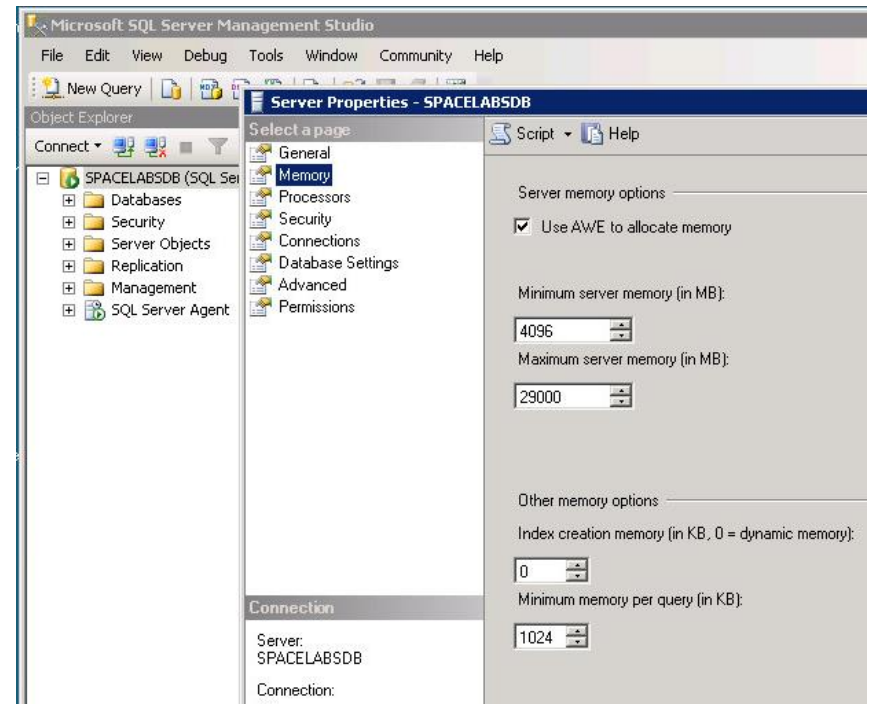 Microsoft SQL Server Management Studio
File Edit View Debug Tools Window Community Help
New Query
Object Explorer
Connect
SPACELABSDB (SQL Ser
Databases
Security
Server Objects
Replication
Management
SQL Server Agent
Server Properties - SPACELABSDB
Select a page
General
Memory
Processors
Security
Connections
Database Settings
Advanced
Permissions
Connection
Server:
SPACELABSDB
Connection:
Script Help
Server memory options
Use AWE to allocate memory
Minimum server memory (in MB):
4096
Maximum server memory (in MB):
29000
Other memory options
Index creation memory (in KB, 0 = dynamic memory):
0
Minimum memory per query (in KB):
1024